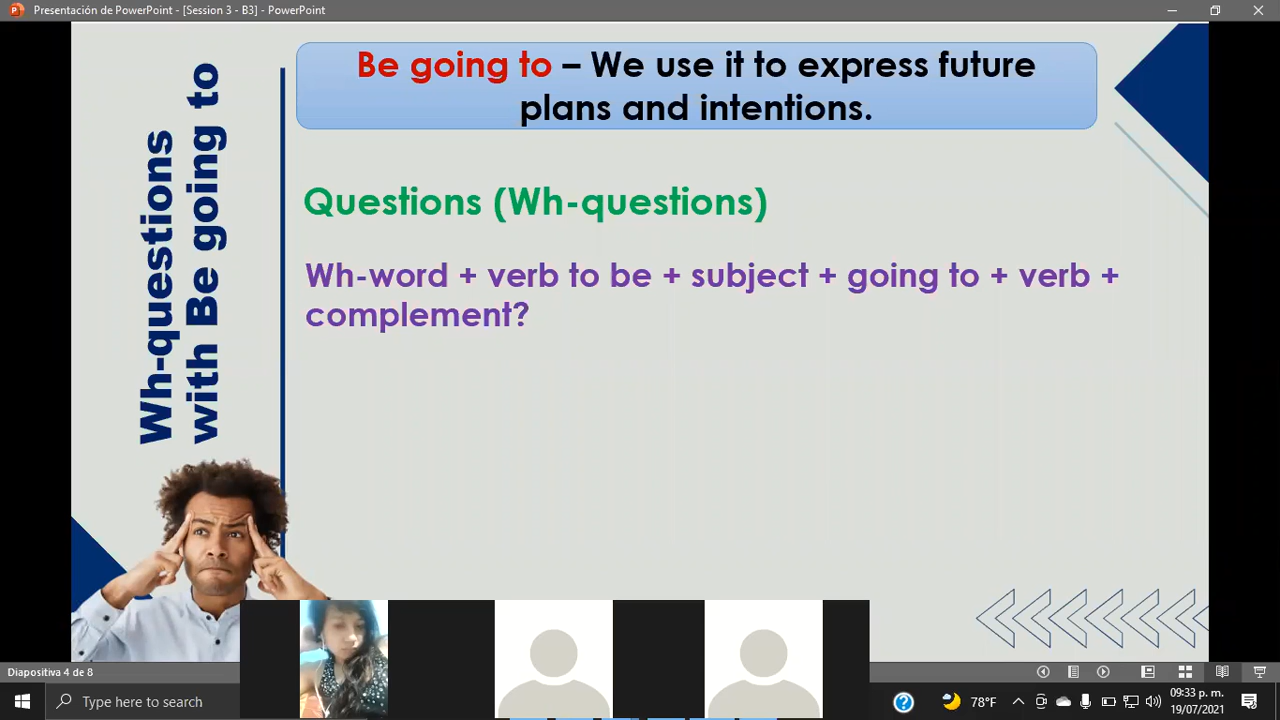 Presentación de PowerPoint - [Session 3 - B3] - PowerPoint
Be going to – We use it to express future
plans and intentions.
Wh-questions
with Be going to
Questions (Wh-questions)
Wh-word + verb to be + subject + going to + verb +
complement?
Diapositiva 4 de 8
Type here to search
78°F
09:33 p. m.
19/07/2021